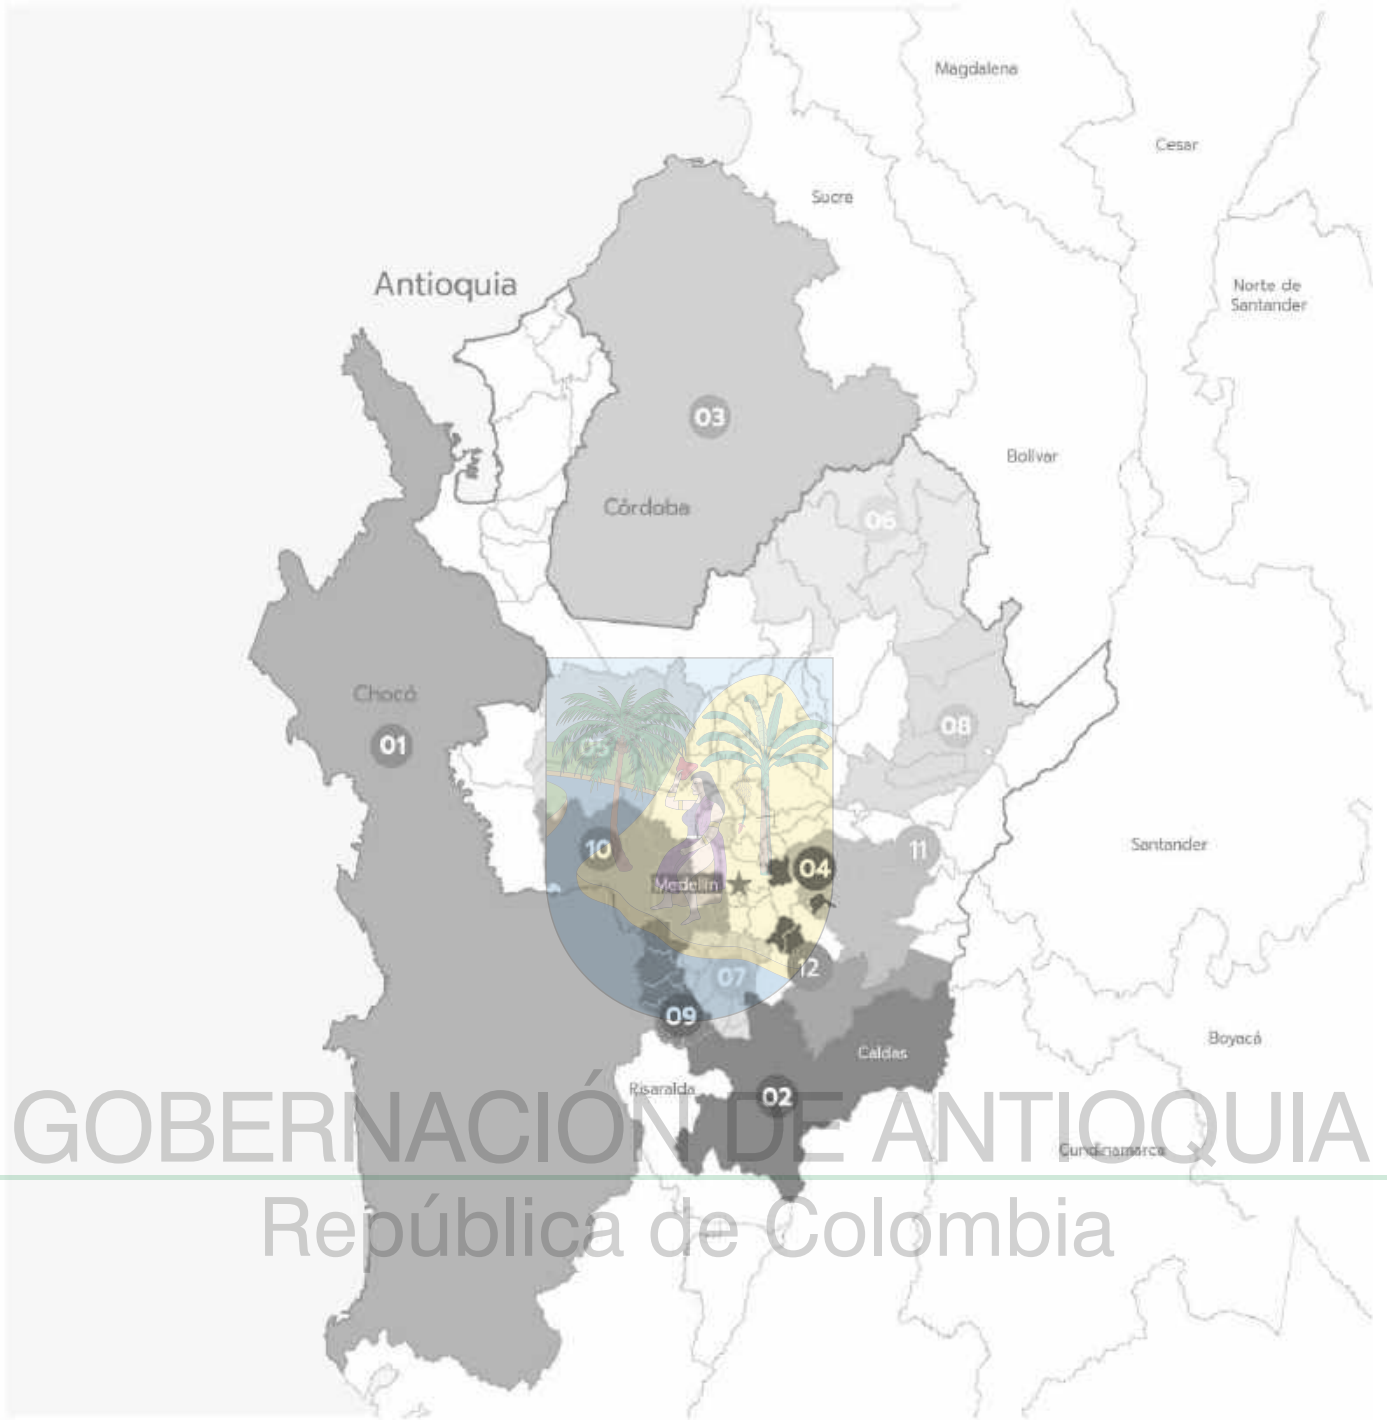 Magdalena
Cesar
Sucre
Antioquia
Norte de
Santander
03
Bolívar
Córdoba
06
Chocó
01
08
05
10
11
Santander
04
Medellín
12
07
09
Boyacá
Caldas
Risaralda
02
GOBERNACIÓN DE ANTIOQUIA
Cundinamarca
República de Colombia